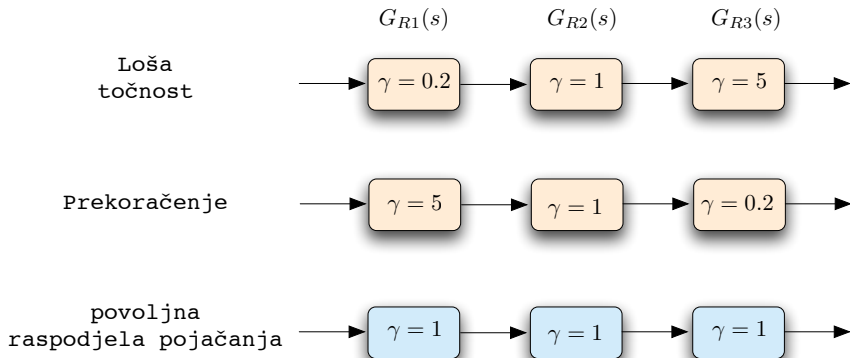 G_{R1}(s) G_{R2}(s) G_{R3}(s)
Loša
točnost
γ = 0.2 γ = 1 γ = 5
Prekoračenje
γ = 5 γ = 1 γ = 0.2
povoljna
raspodjela pojačanja
γ = 1 γ = 1 γ = 1